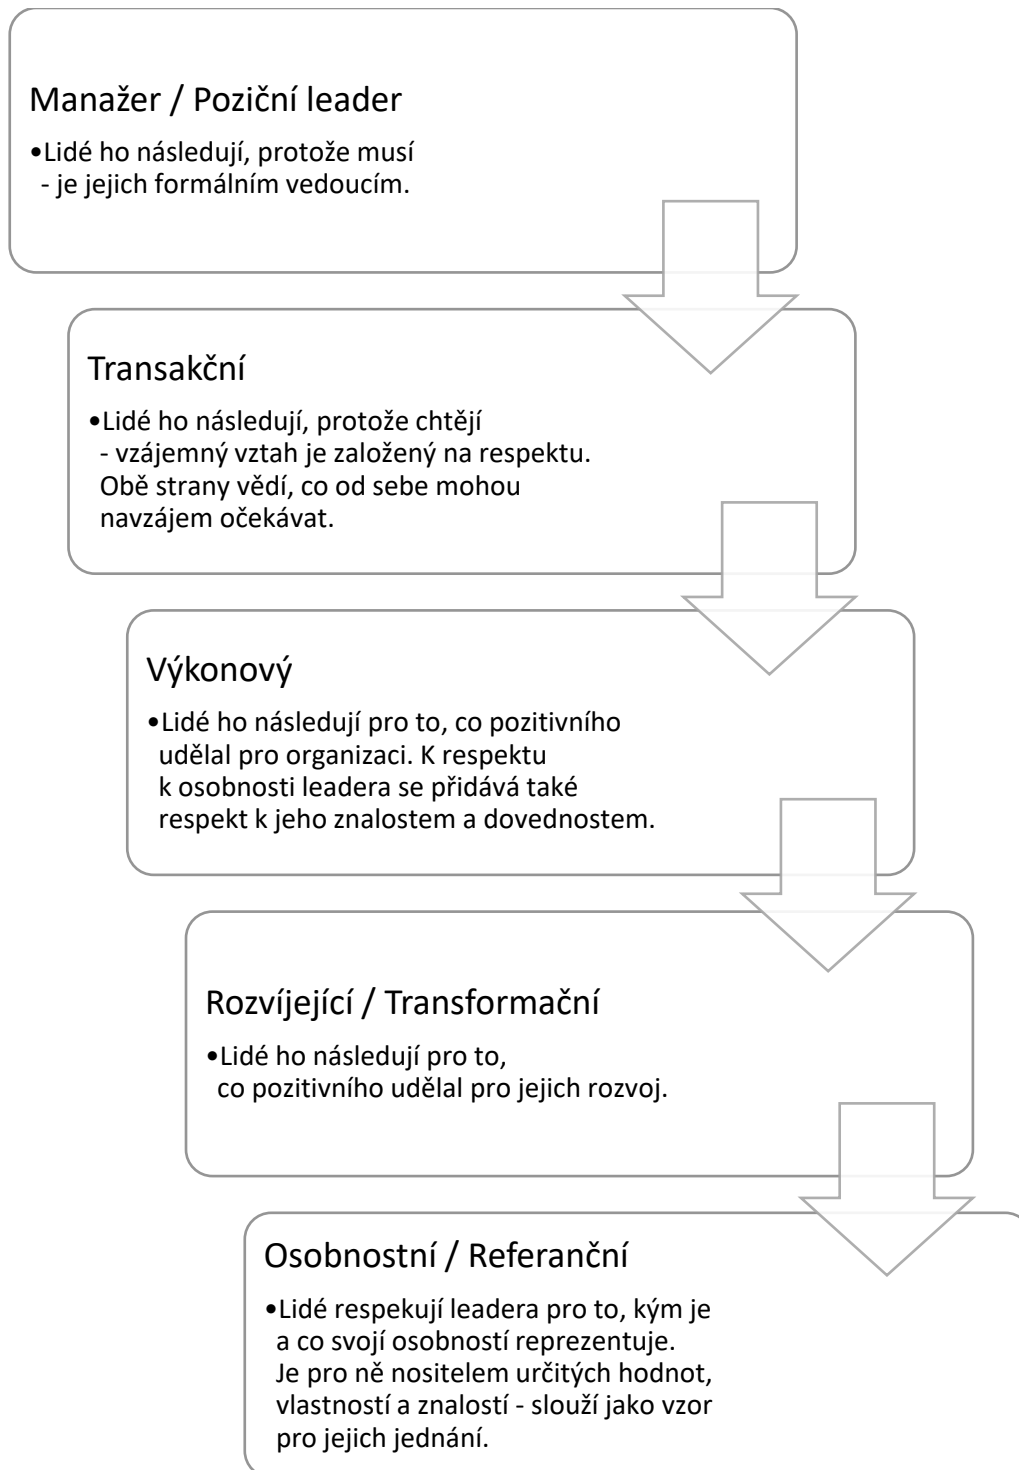 Manažer / Poziční leader
•Lidé ho následují, protože musí
- je jejich formálním vedoucím.
Transakční
•Lidé ho následují, protože chtějí
- vzájemný vztah je založený na respektu.
Obě strany vědí, co od sebe mohou
navzájem očekávat.
Výkonový
•Lidé ho následují pro to, co pozitivního
udělal pro organizaci. K respektu
k osobnosti leadera se přidává také
respekt k jeho znalostem a dovednostem.
Rozvíjející / Transformační
•Lidé ho následují pro to,
co pozitivního udělal pro jejich rozvoj.
Osobnostní / Referanční
•Lidé respekují leadera pro to, kým je
a co svojí osobností reprezentuje.
Je pro ně nositelem určitých hodnot,
vlastností a znalostí - slouží jako vzor
pro jejich jednání.